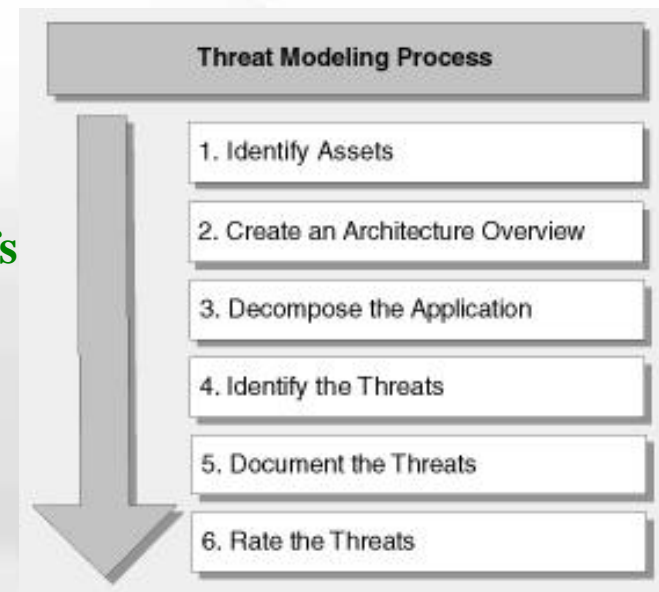 Threat Modeling Process
1. Identify Assets
2. Create an Architecture Overview
3. Decompose the Application
4. Identify the Threats
5. Document the Threats
6. Rate the Threats